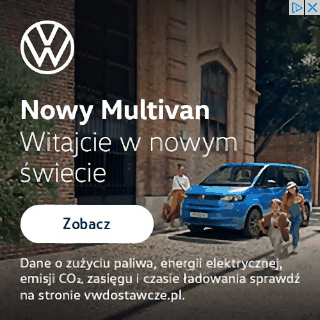 Nowy Multivan
Witajcie w nowym
świecie
Zobacz
Dane o zużyciu paliwa, energii elektrycznej,
emisji CO₂, zasięgu i czasie ładowania sprawdź
na stronie vwdostawcze.pl.